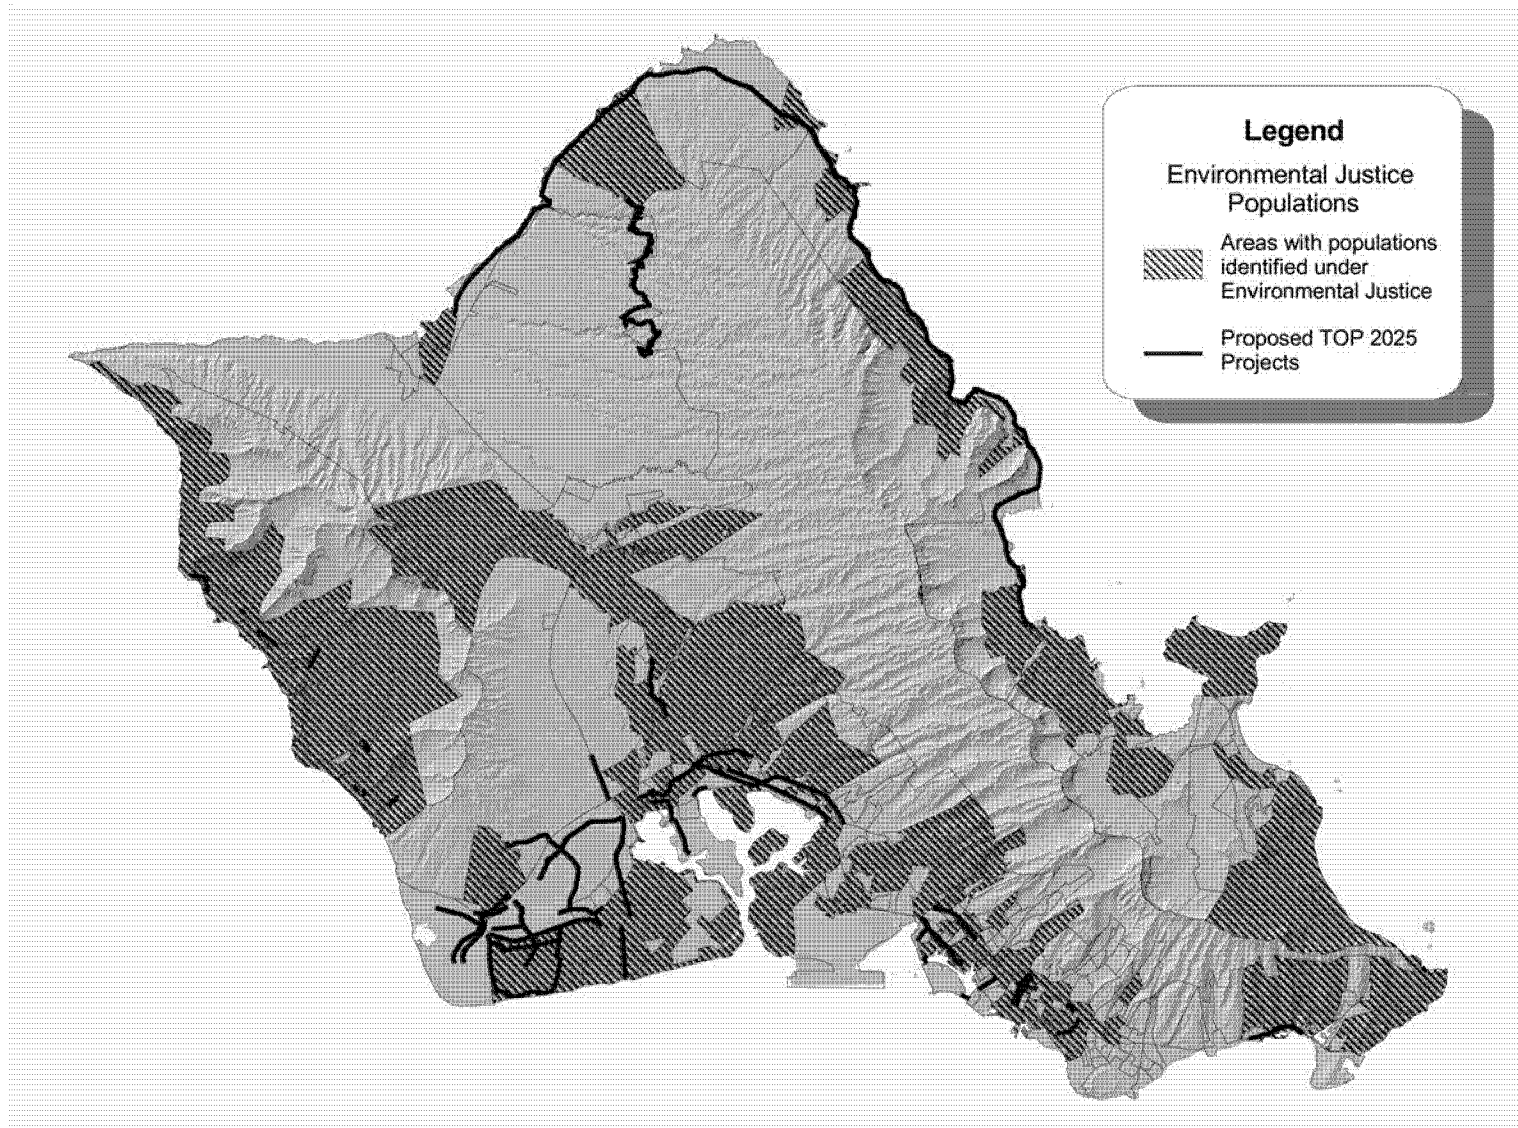 Legend
Environmental Justice
Populations
Areas with populations
identified under
Environmental Justice
Proposed TOP 2025
Projects